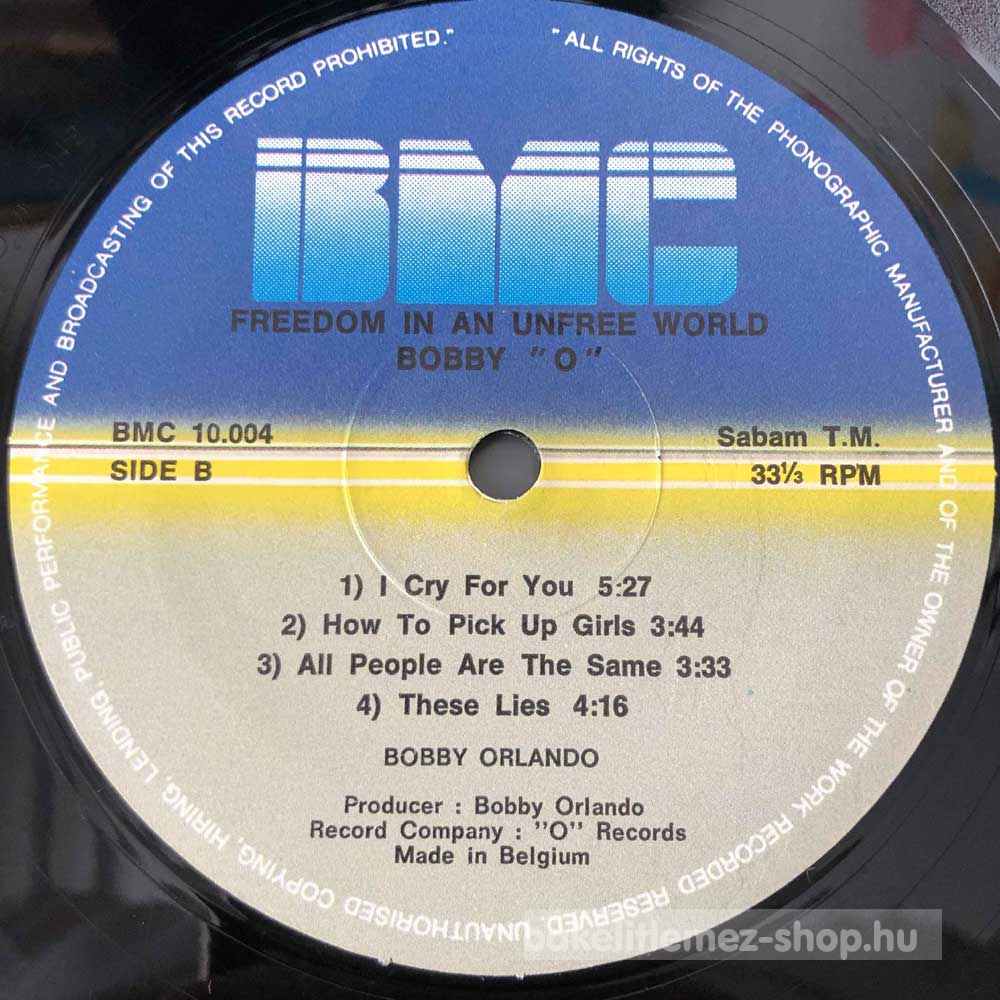 "ALL RIGHTS OF THE PHONOGRAPHIC MANUFACTURER AND OF THE OWNER OF THE WORK RECORDED RESERVED. UNAUTHORISED COPYING, HIRING, LENDING, PUBLIC PERFORMANCE AND BROADCASTING OF THIS RECORD PROHIBITED."
BMC
FREEDOM IN AN UNFREE WORLD
BOBBY "O"
BMC 10.004
Sabam T.M.
SIDE B
33⅓ RPM
1) I Cry For You 5:27
2) How To Pick Up Girls 3:44
3) All People Are The Same 3:33
4) These Lies 4:16
BOBBY ORLANDO
Producer : Bobby Orlando
Record Company : "O" Records
Made in Belgium
bakelitlemez-shop.hu